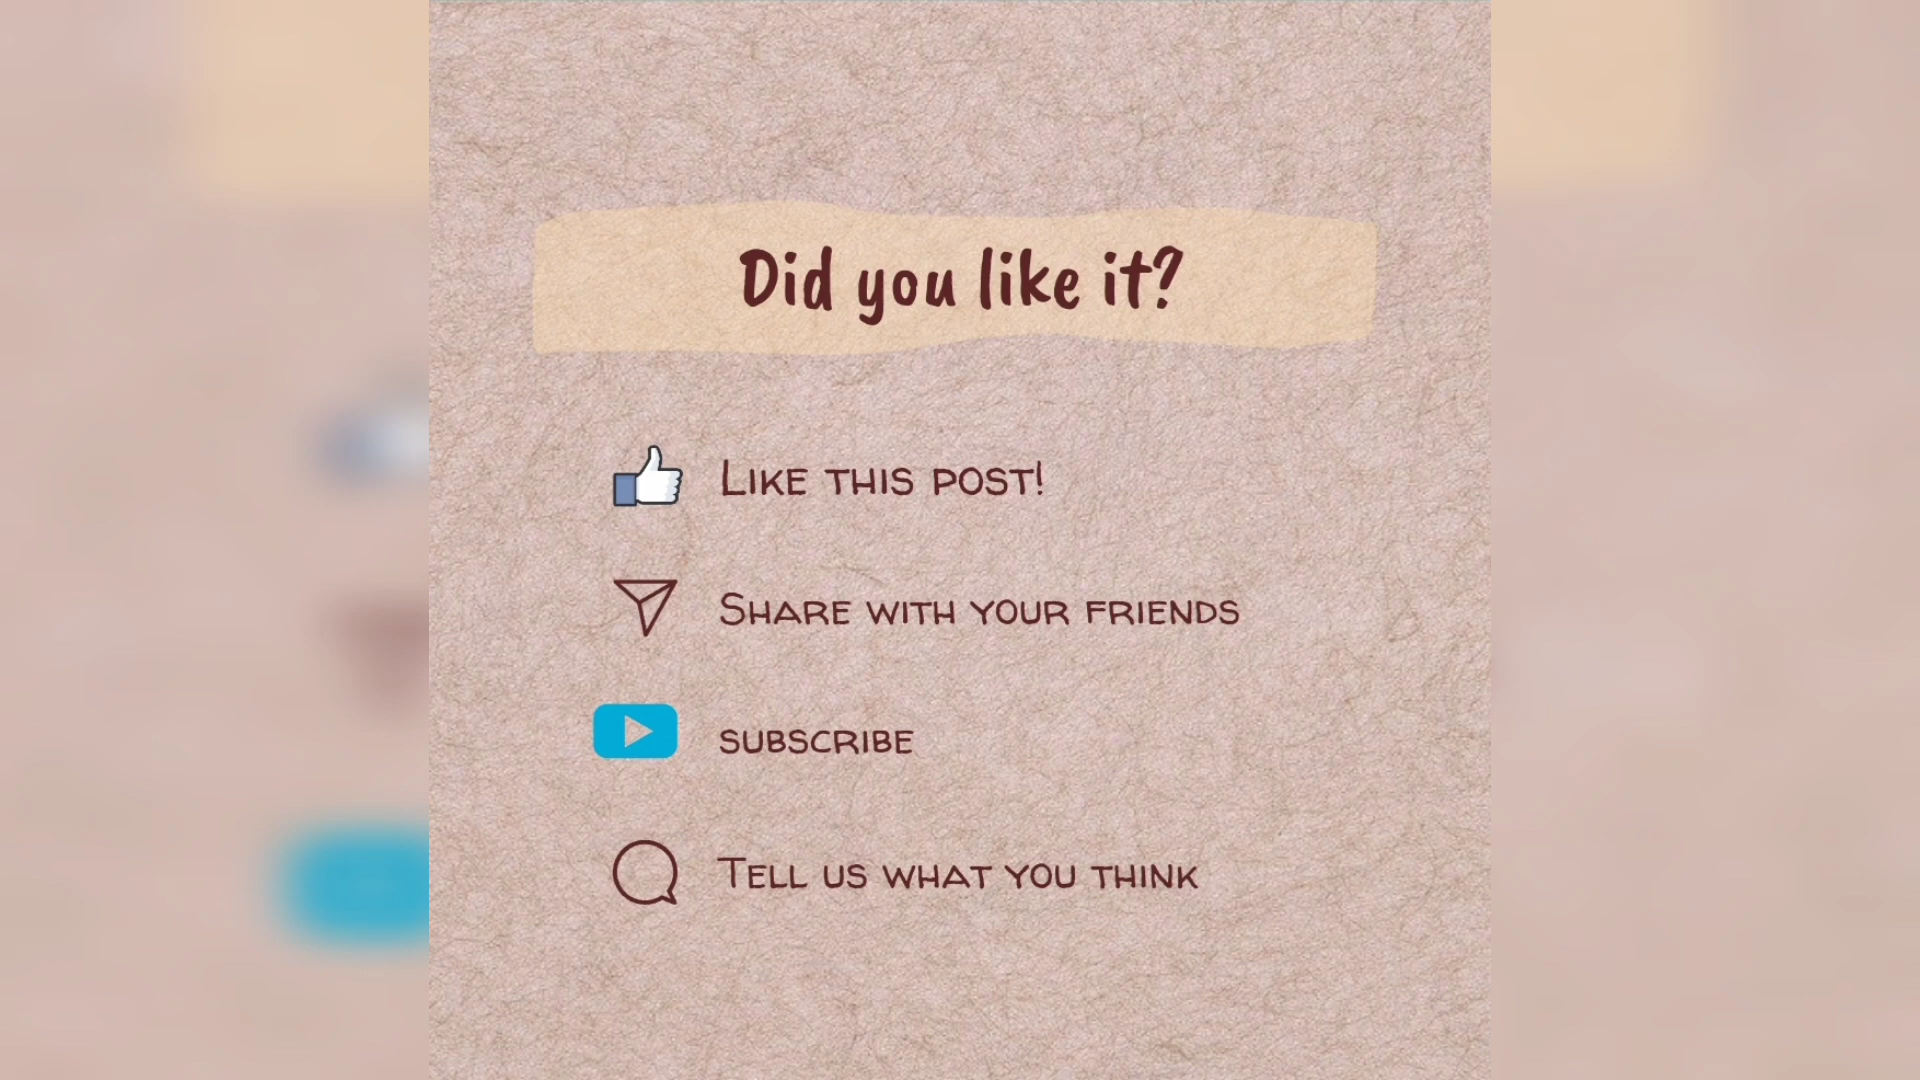 Did you like it?
Like this post!
Share with your friends
subscribe
Tell us what you think